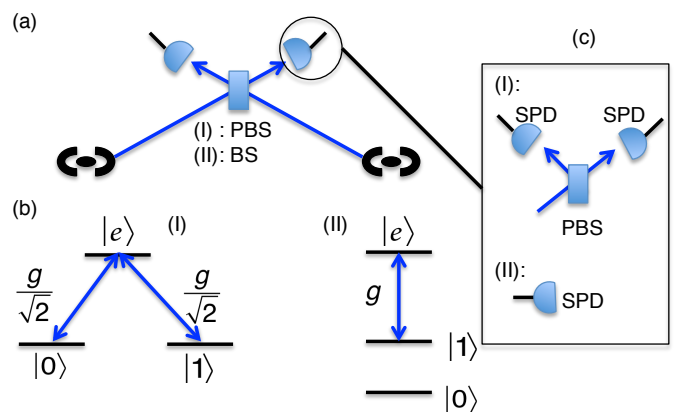 (a)
(c)
(I) : PBS
(II): BS
(I):
SPD SPD
PBS
(II):
SPD
(b)
|e⟩ (I)
g/√2 g/√2
|0⟩ |1⟩
(II) |e⟩
g
|1⟩
|0⟩